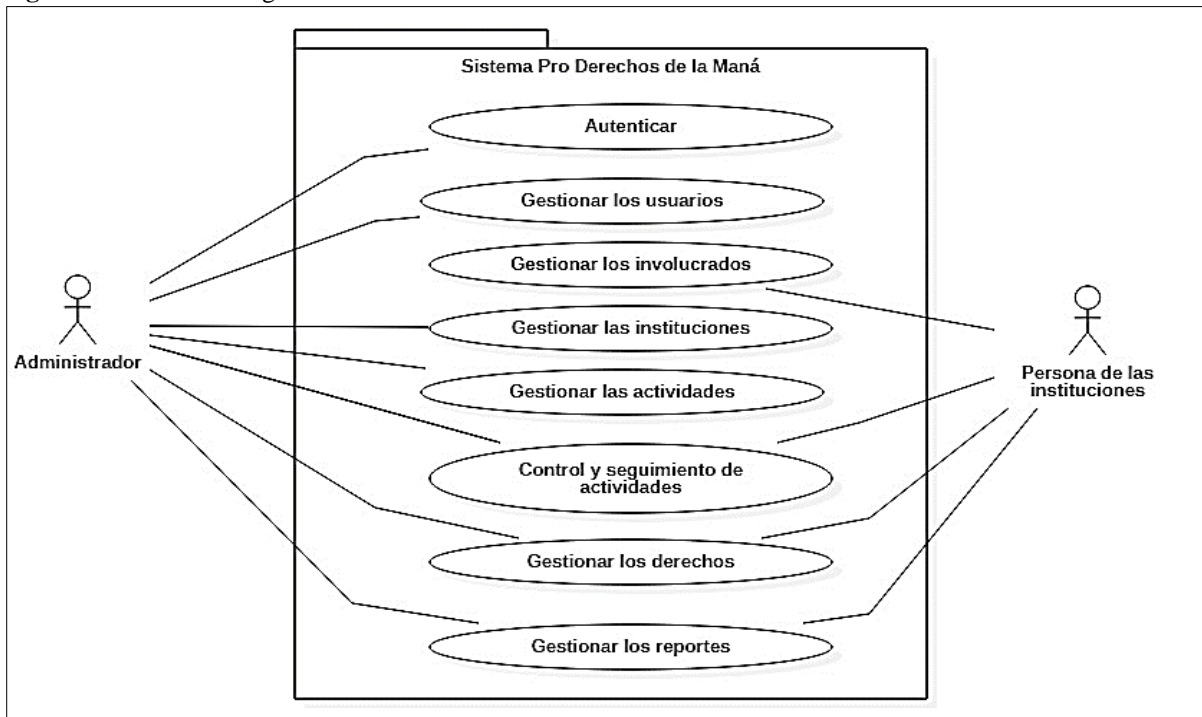 Sistema Pro Derechos de la Maná
Autenticar
Gestionar los usuarios
Gestionar los involucrados
Gestionar las instituciones
Gestionar las actividades
Control y seguimiento de
actividades
Gestionar los derechos
Gestionar los reportes
Administrador
Persona de las
instituciones